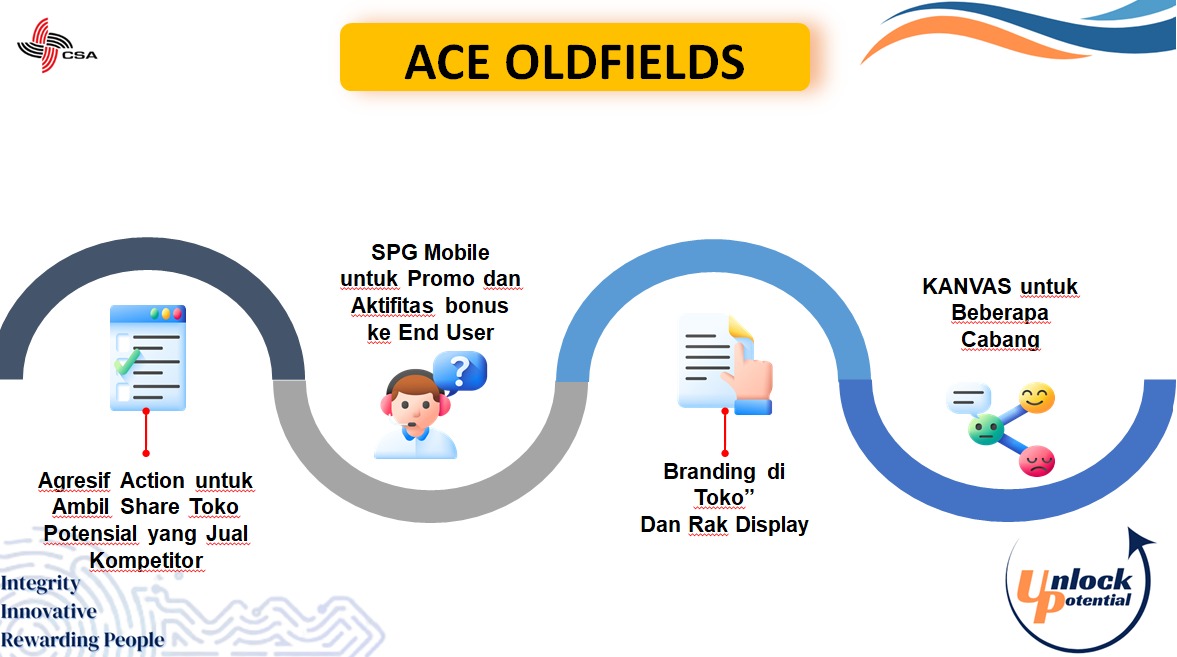 CSA
ACE OLDFIELDS
Agresif Action untuk
Ambil Share Toko
Potensial yang Jual
Kompetitor
SPG Mobile
untuk Promo dan
Aktifitas bonus
ke End User
?
Branding di
Toko”
Dan Rak Display
KANVAS untuk
Beberapa
Cabang
Integrity
Innovative
Rewarding People
Unlock
Potential